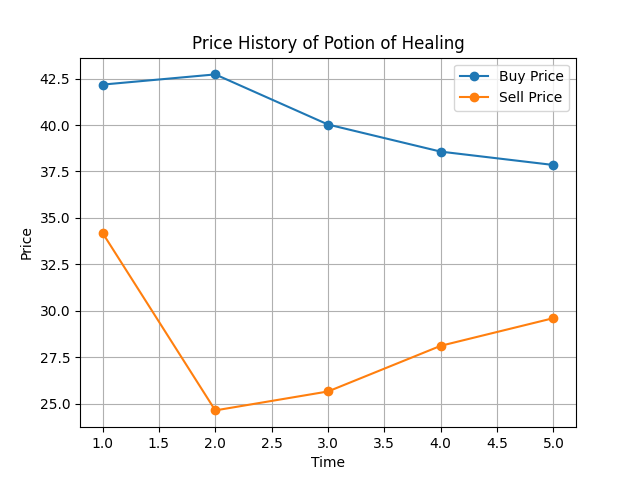 Price History of Potion of Healing
Buy Price
Sell Price
Price
42.5
40.0
37.5
35.0
32.5
30.0
27.5
25.0
1.0 1.5 2.0 2.5 3.0 3.5 4.0 4.5 5.0
Time